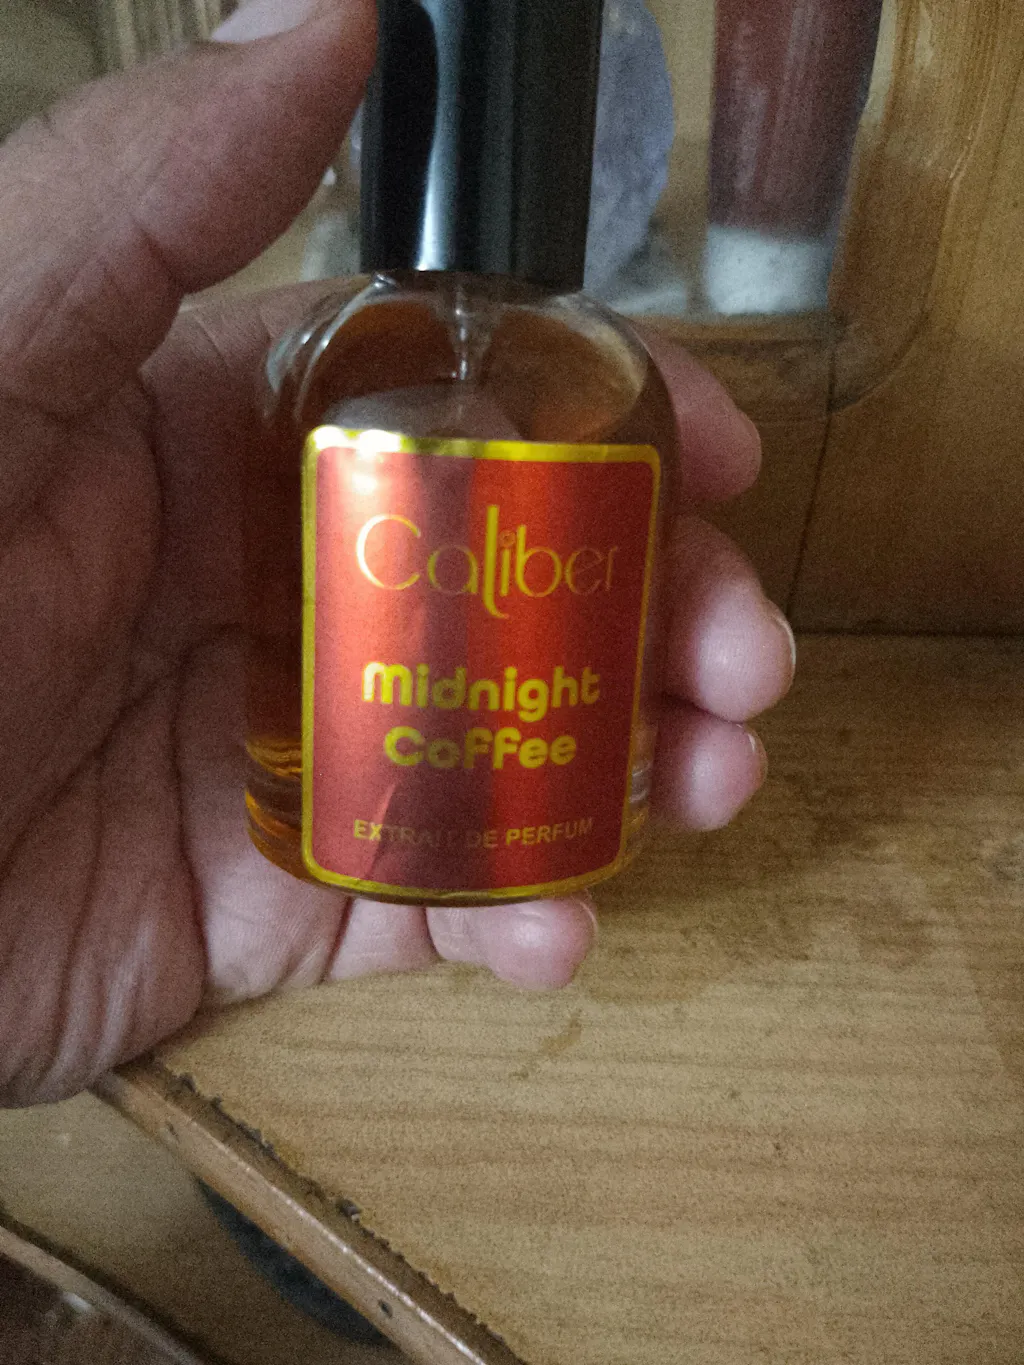 Caliber
Midnight
Coffee
EXTRAIT DE PERFUM